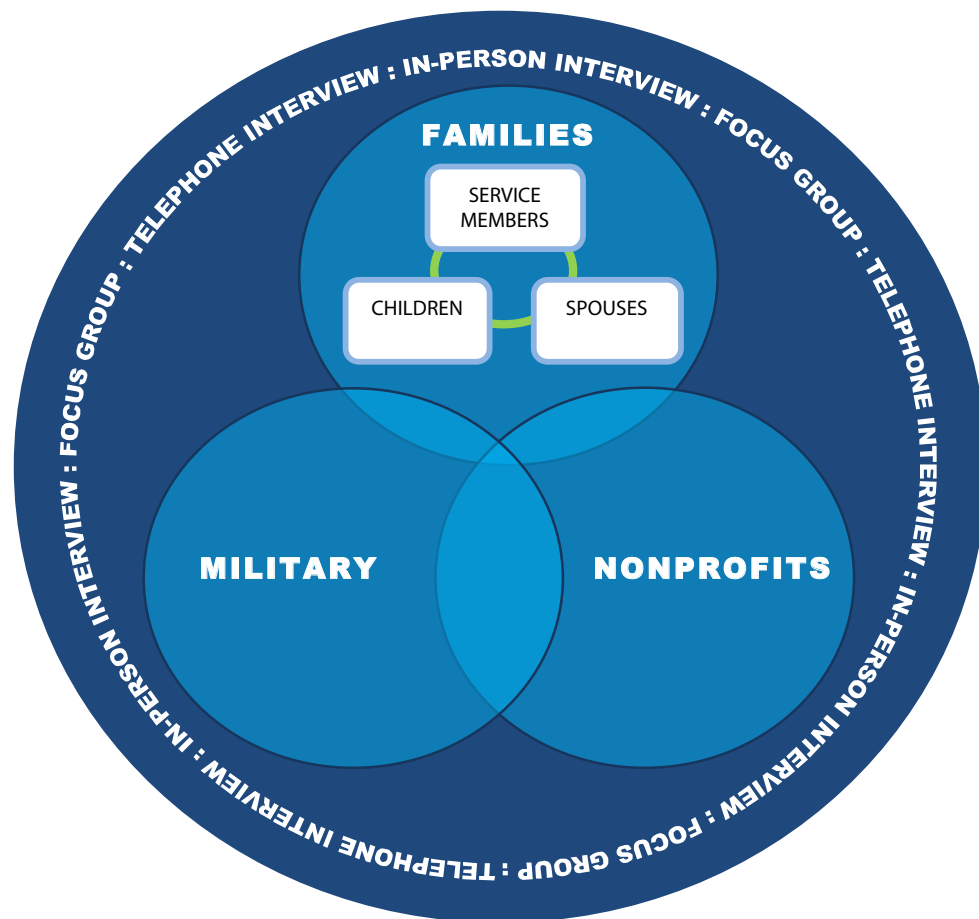 TELEPHONE INTERVIEW : IN-PERSON INTERVIEW : FOCUS GROUP : TELEPHONE INTERVIEW : IN-PERSON INTERVIEW : FOCUS GROUP : TELEPHONE INTERVIEW : IN-PERSON INTERVIEW : FOCUS GROUP :
FAMILIES
SERVICE
MEMBERS
CHILDREN
SPOUSES
MILITARY
NONPROFITS